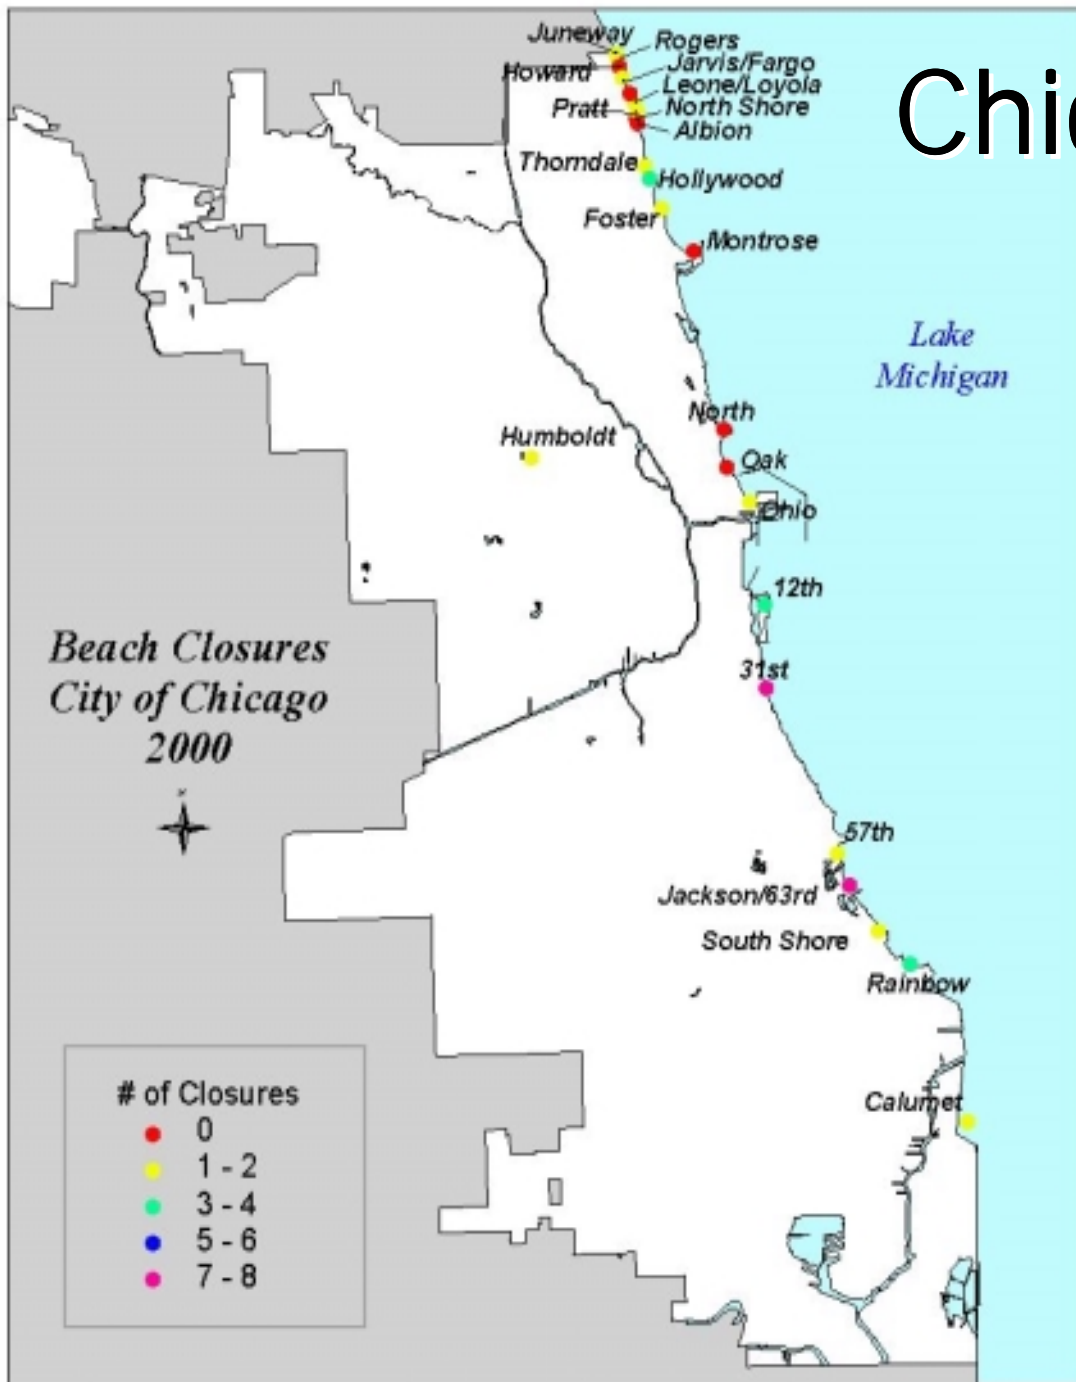 Chic
Juneway
Rogers
Howard
Jarvis/Fargo
Leone/Loyola
Pratt
North Shore
Albion
Thorndale
Hollywood
Foster
Montrose
Lake
Michigan
North
Humboldt
Oak
Ohio
12th
Beach Closures
City of Chicago
2000
31st
N
57th
Jackson/63rd
South Shore
Rainbow
Calumet
# of Closures
0
1 - 2
3 - 4
5 - 6
7 - 8